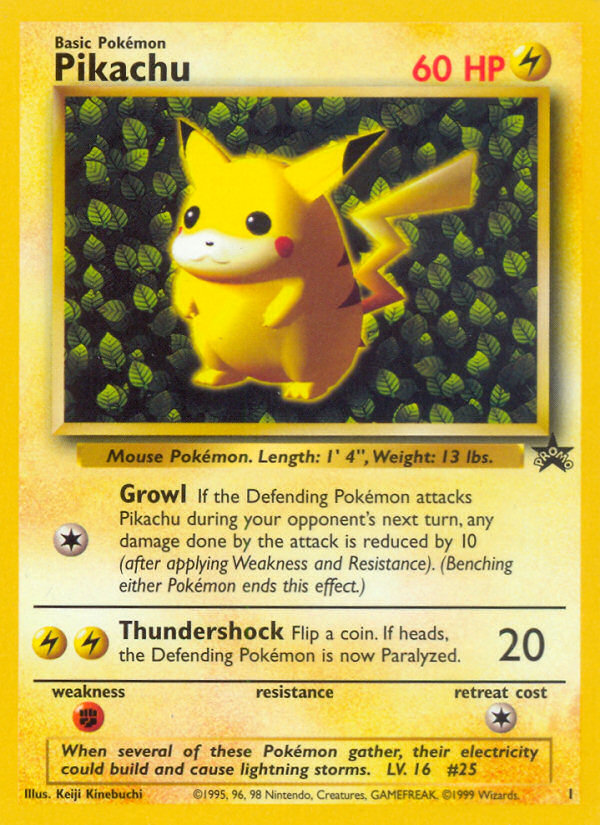 Basic Pokémon
Pikachu 60 HP
Mouse Pokémon. Length: 1' 4", Weight: 13 lbs.
PROMO
Growl If the Defending Pokémon attacks
Pikachu during your opponent's next turn, any
damage done by the attack is reduced by 10
(after applying Weakness and Resistance). (Benching
either Pokémon ends this effect.)
Thundershock Flip a coin. If heads,
the Defending Pokémon is now Paralyzed. 20
weakness resistance retreat cost
When several of these Pokémon gather, their electricity
could build and cause lightning storms. LV. 16 #25
Illus. Keiji Kinebuchi ©1995, 96, 98 Nintendo, Creatures, GAMEFREAK. ©1999 Wizards. 1